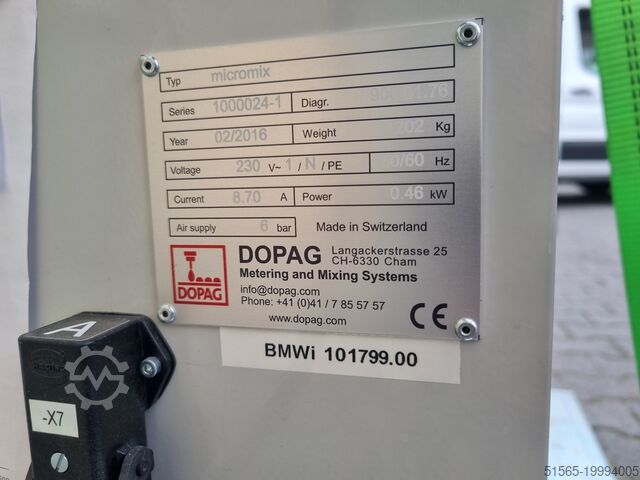 Typ micromix
Series 1000024-1 Diagr.
Year 02/2016 Weight 202 Kg
Voltage 230 V~ 1 / N / PE 50/60 Hz
Current 8.70 A Power 0.46 kW
Air supply 6 bar Made in Switzerland
DOPAG
DOPAG Langackerstrasse 25
CH-6330 Cham
Metering and Mixing Systems
info@dopag.com
Phone: +41 (0)41 / 7 85 57 57
www.dopag.com CE
BMWi 101799.00
A
-X7
51565-19994005